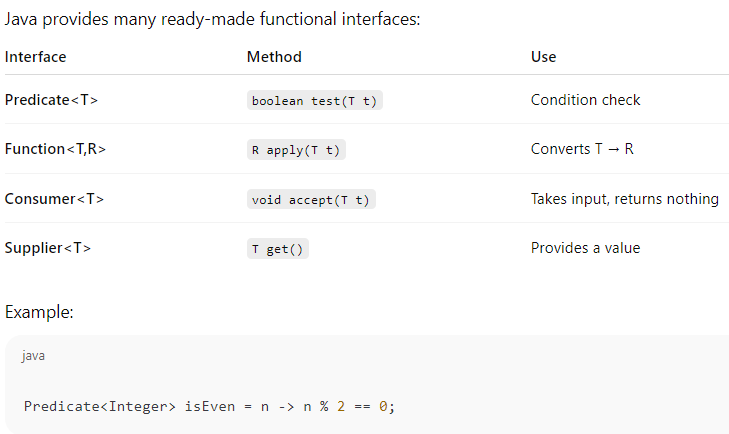 Java provides many ready-made functional interfaces:
Interface Method Use
Predicate<T> boolean test(T t) Condition check
Function<T,R> R apply(T t) Converts T → R
Consumer<T> void accept(T t) Takes input, returns nothing
Supplier<T> T get() Provides a value
Example:
java
Predicate<Integer> isEven = n -> n % 2 == 0;